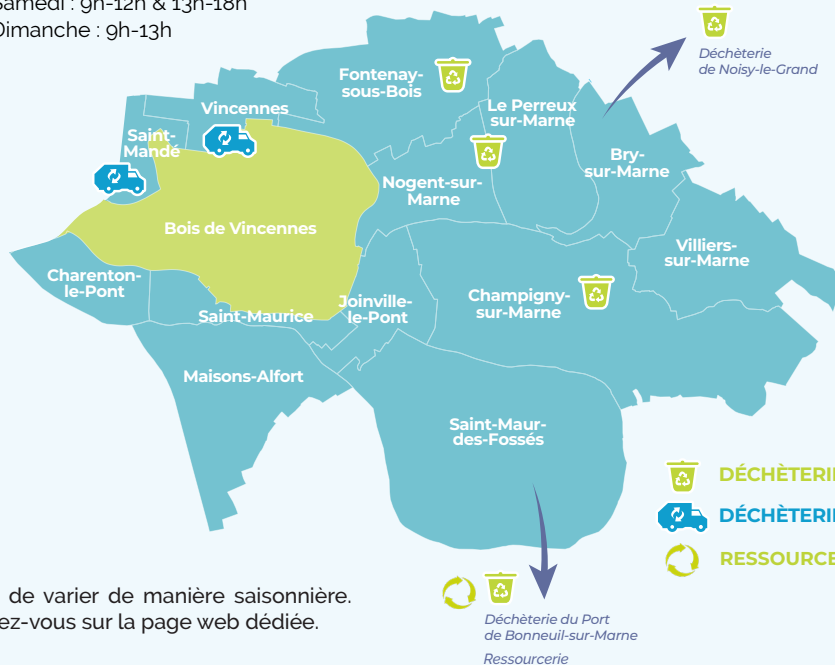 Samedi : 9h-12h & 13h-18h
Dimanche : 9h-13h
Déchèterie
de Noisy-le-Grand
Fontenay-
sous-Bois
Vincennes
Le Perreux
sur-Marne
Saint-
Mandé
Bry-
sur-Marne
Nogent-sur-
Marne
Bois de Vincennes
Villiers-
sur-Marne
Charenton-
le-Pont
Champigny-
sur-Marne
Joinville-
le-Pont
Saint-Maurice
Maisons-Alfort
Saint-Maur-
des-Fossés
DÉCHÈTERIE
DÉCHÈTERIE
RESSOURCE
de varier de manière saisonnière.
ez-vous sur la page web dédiée.
Déchèterie du Port
de Bonneuil-sur-Marne
Ressourcerie